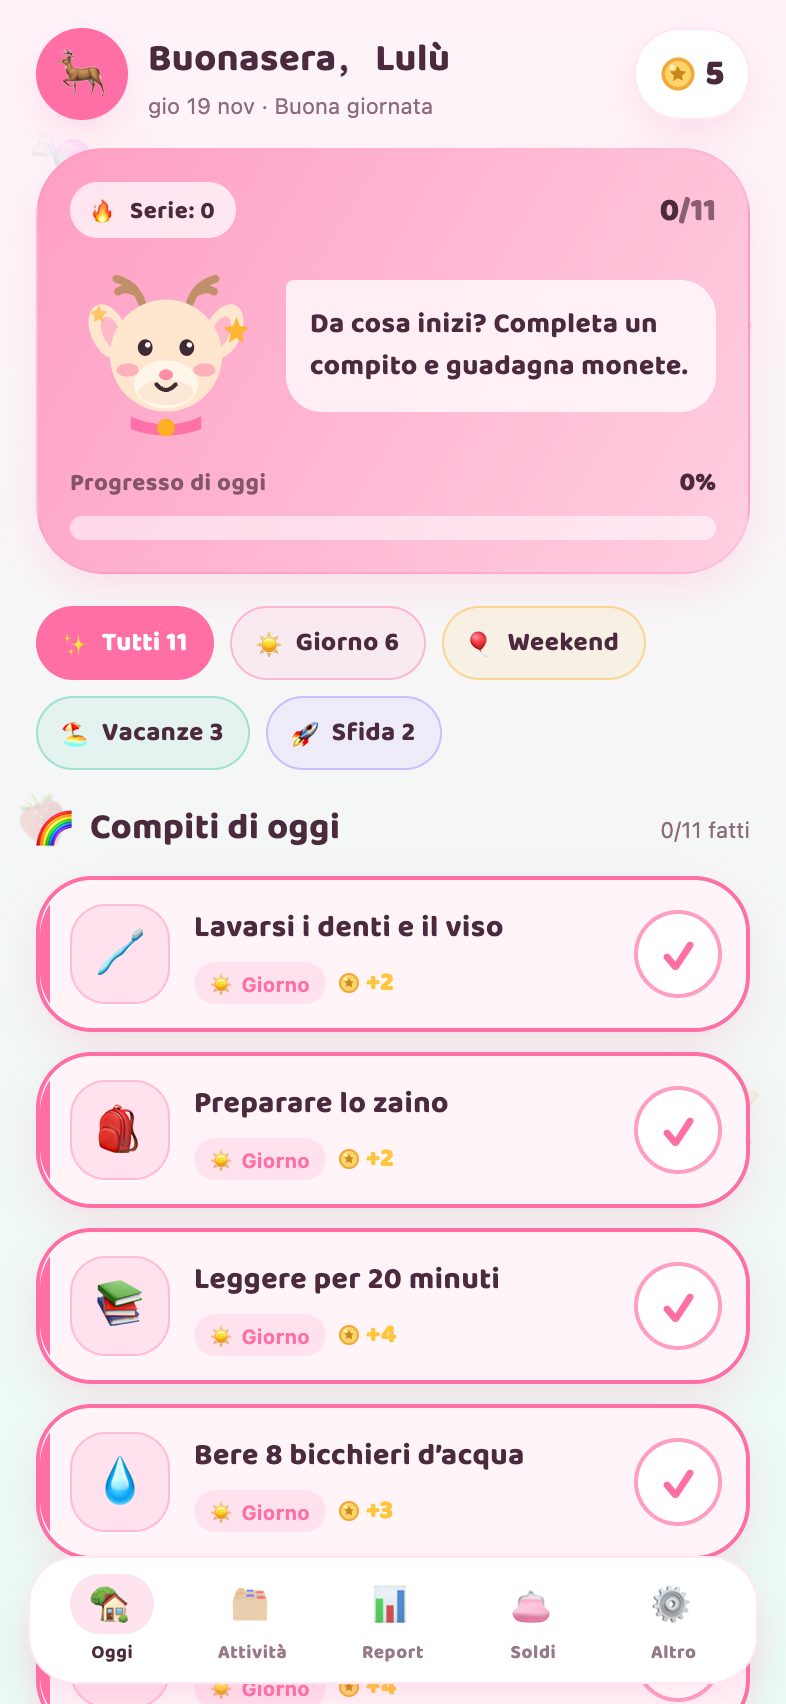 Buonasera, Lulù
gio 19 nov · Buona giornata
5
Serie: 0
0/11
Da cosa inizi? Completa un
compito e guadagna monete.
Progresso di oggi
0%
Tutti 11
Giorno 6
Weekend
Vacanze 3
Sfida 2
Compiti di oggi
0/11 fatti
Lavarsi i denti e il viso
Giorno
+2
Preparare lo zaino
Giorno
+2
Leggere per 20 minuti
Giorno
+4
Bere 8 bicchieri d’acqua
Giorno
+3
Oggi
Attività
Report
Soldi
Altro
Giorno
+4